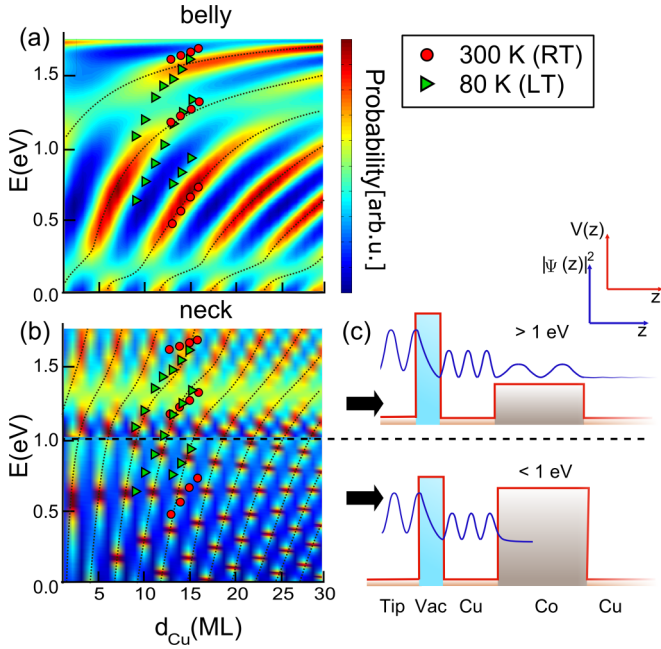 belly
(a)
300 K (RT)
80 K (LT)
E(eV)
1.5
1.0
0.5
0.0
Probability[arb.u.]
V(z)
|Ψ (z)|²
z
z
neck
(b)
(c)
E(eV)
1.5
1.0
0.5
0.0
5 10 15 20 25 30
d_Cu(ML)
> 1 eV
< 1 eV
Tip Vac Cu Co Cu